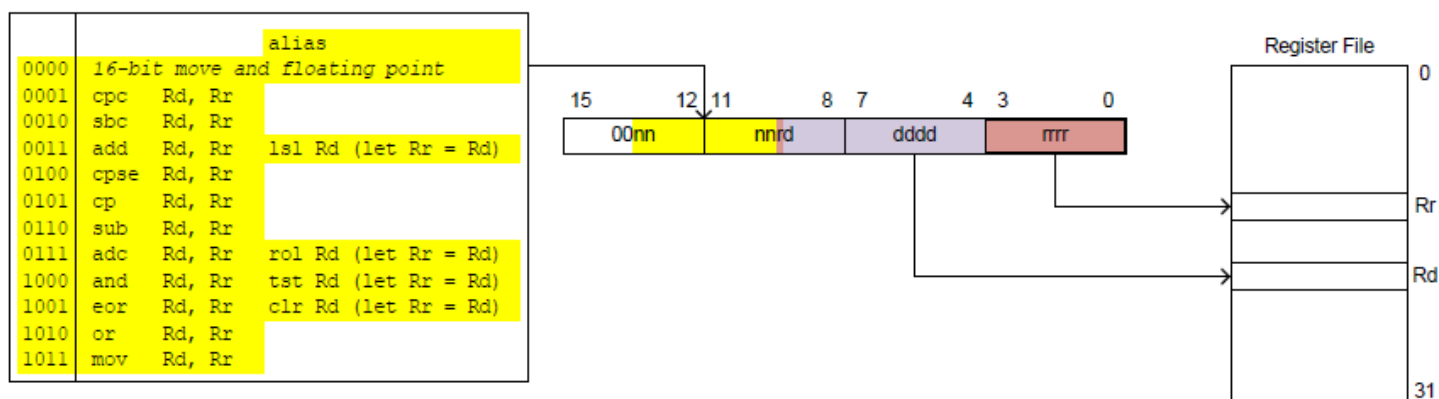 alias
0000 16-bit move and floating point
0001 cpc Rd, Rr
0010 sbc Rd, Rr
0011 add Rd, Rr lsl Rd (let Rr = Rd)
0100 cpse Rd, Rr
0101 cp Rd, Rr
0110 sub Rd, Rr
0111 adc Rd, Rr rol Rd (let Rr = Rd)
1000 and Rd, Rr tst Rd (let Rr = Rd)
1001 eor Rd, Rr clr Rd (let Rr = Rd)
1010 or Rd, Rr
1011 mov Rd, Rr
15 12 11 8 7 4 3 0
00nn nnrd dddd rrrr
Register File
0
Rr
Rd
31